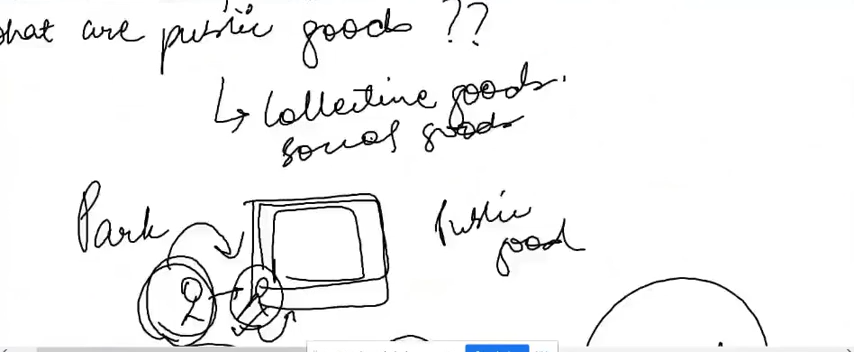 what are public goods ??
↳ Collective goods.
social goods
Park
Public
good